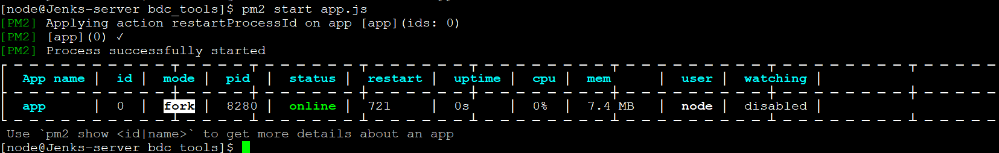 [node@Jenks-server bdc_tools]$ pm2 start app.js
[PM2] Applying action restartProcessId on app [app](ids: 0)
[PM2] [app](0) ✓
[PM2] Process successfully started
App name | id | mode | pid | status | restart | uptime | cpu | mem | user | watching |
app | 0 | fork | 8280 | online | 721 | 0s | 0% | 7.4 MB | node | disabled |
Use `pm2 show <id|name>` to get more details about an app
[node@Jenks-server bdc_tools]$